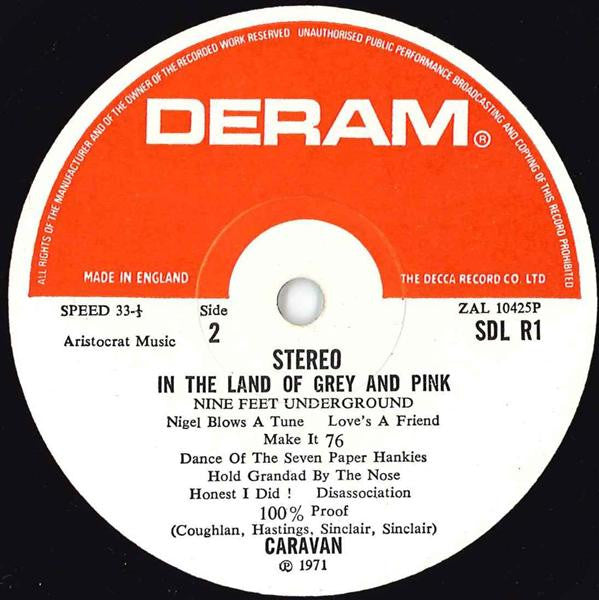 ALL RIGHTS OF THE MANUFACTURER AND OF THE OWNER OF THE RECORDED WORK RESERVED UNAUTHORISED PUBLIC PERFORMANCE BROADCASTING AND COPYING OF THIS RECORD PROHIBITED
DERAM®
MADE IN ENGLAND THE DECCA RECORD CO. LTD
SPEED 33-⅓ Side ZAL 10425P
Aristocrat Music 2 SDL R1
STEREO
IN THE LAND OF GREY AND PINK
NINE FEET UNDERGROUND
Nigel Blows A Tune Love's A Friend
Make It 76
Dance Of The Seven Paper Hankies
Hold Grandad By The Nose
Honest I Did ! Disassociation
100% Proof
(Coughlan, Hastings, Sinclair, Sinclair)
CARAVAN
℗ 1971